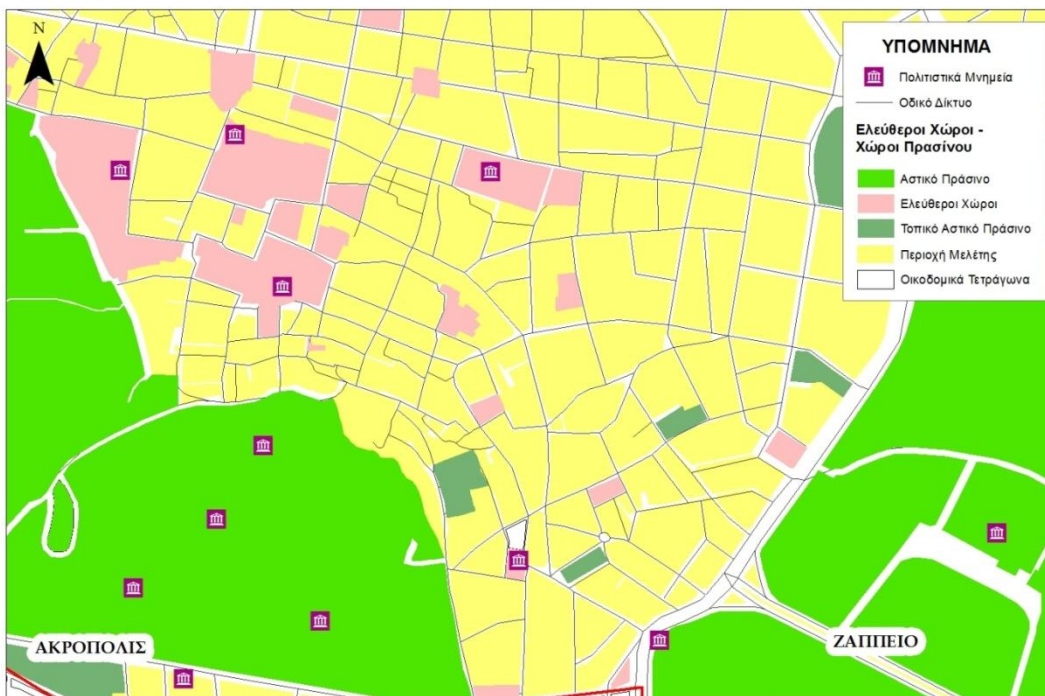 N
ΥΠΟΜΝΗΜΑ
Πολιτιστικά Μνημεία
Οδικό Δίκτυο
Ελεύθεροι Χώροι -
Χώροι Πρασίνου
Αστικό Πράσινο
Ελεύθεροι Χώροι
Τοπικό Αστικό Πράσινο
Περιοχή Μελέτης
Οικοδομικά Τετράγωνα
ΑΚΡΟΠΟΛΙΣ
ΖΑΠΠΕΙΟ